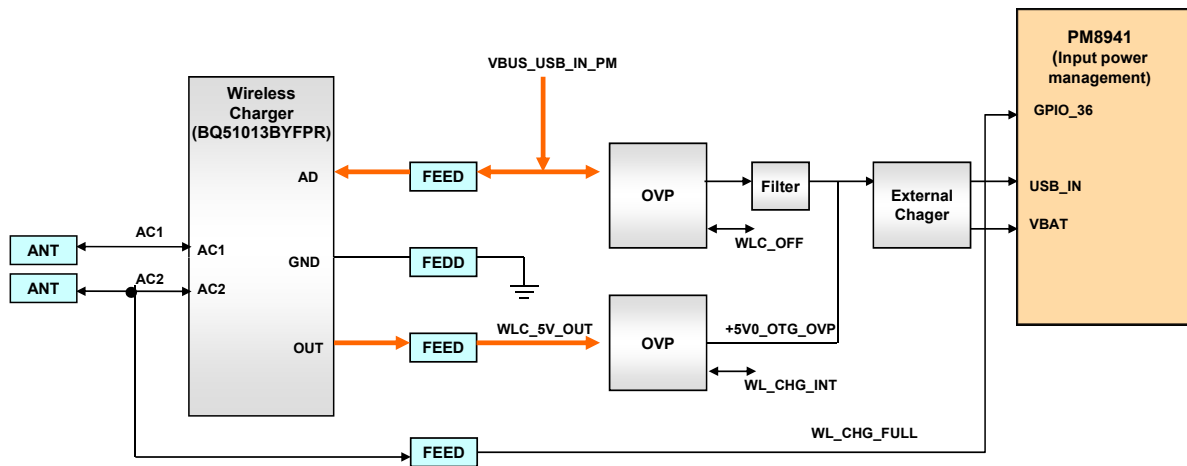 PM8941
(Input power
management)
VBUS_USB_IN_PM
Wireless
Charger
(BQ51013BYFPR)
GPIO_36
AD
FEED
OVP
Filter
External
Chager
USB_IN
VBAT
WLC_OFF
ANT
AC1
AC1
GND
FEDD
ANT
AC2
AC2
OUT
FEED
WLC_5V_OUT
OVP
+5V0_OTG_OVP
WL_CHG_INT
FEED
WL_CHG_FULL